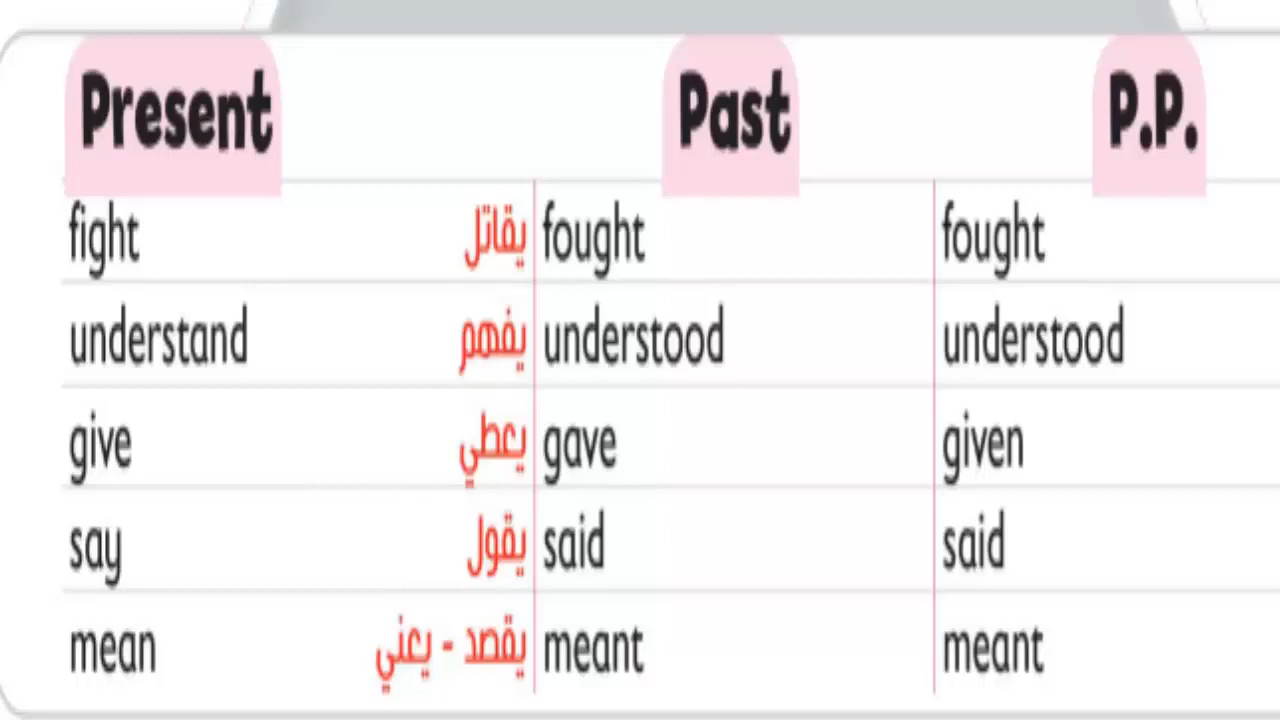 Present Past P.P.
fight يقاتل fought fought
understand يفهم understood understood
give يعطي gave given
say يقول said said
mean يقصد - يعني meant meant